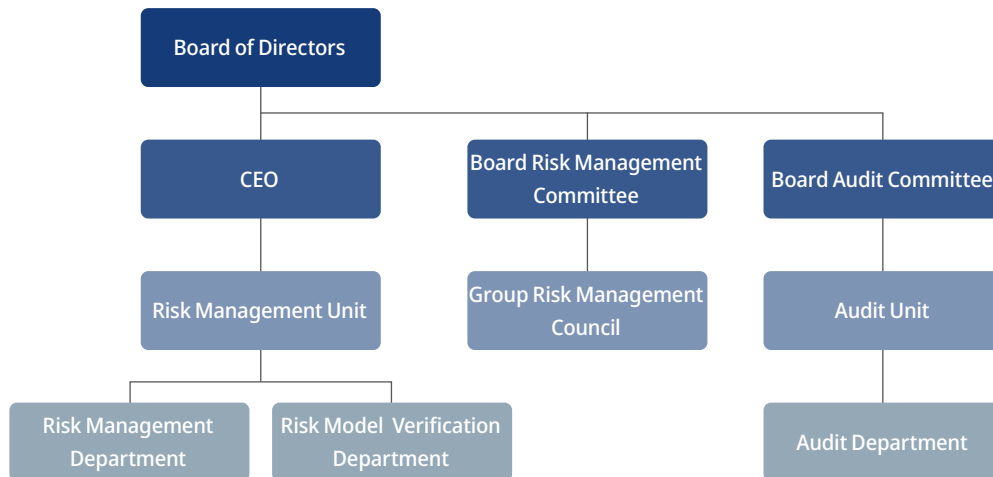 Board of Directors
CEO
Board Risk Management
Committee
Board Audit Committee
Risk Management Unit
Group Risk Management
Council
Audit Unit
Risk Management
Department
Risk Model Verification
Department
Audit Department